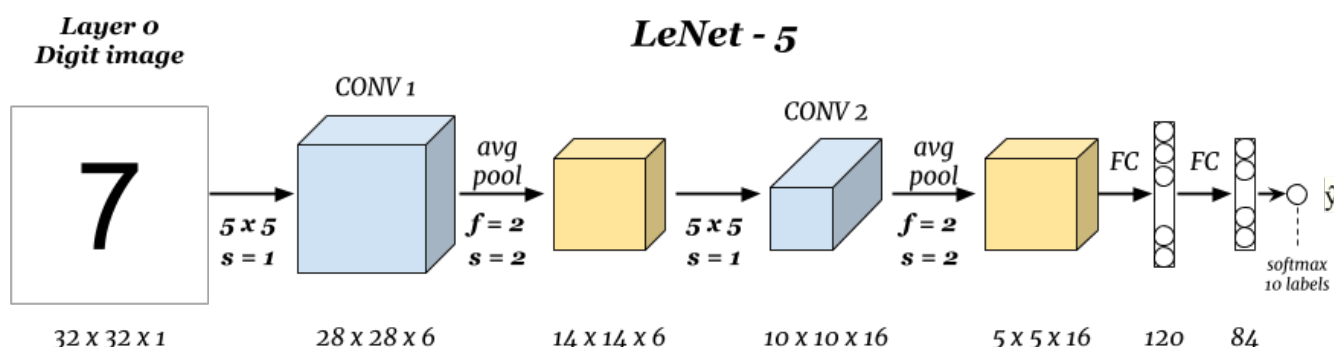 Layer 0
Digit image
LeNet - 5
7
CONV 1
CONV 2
avg
pool
avg
pool
FC
FC
5 x 5
s = 1
f = 2
s = 2
5 x 5
s = 1
f = 2
s = 2
ŷ
softmax
10 labels
32 x 32 x 1
28 x 28 x 6
14 x 14 x 6
10 x 10 x 16
5 x 5 x 16
120
84